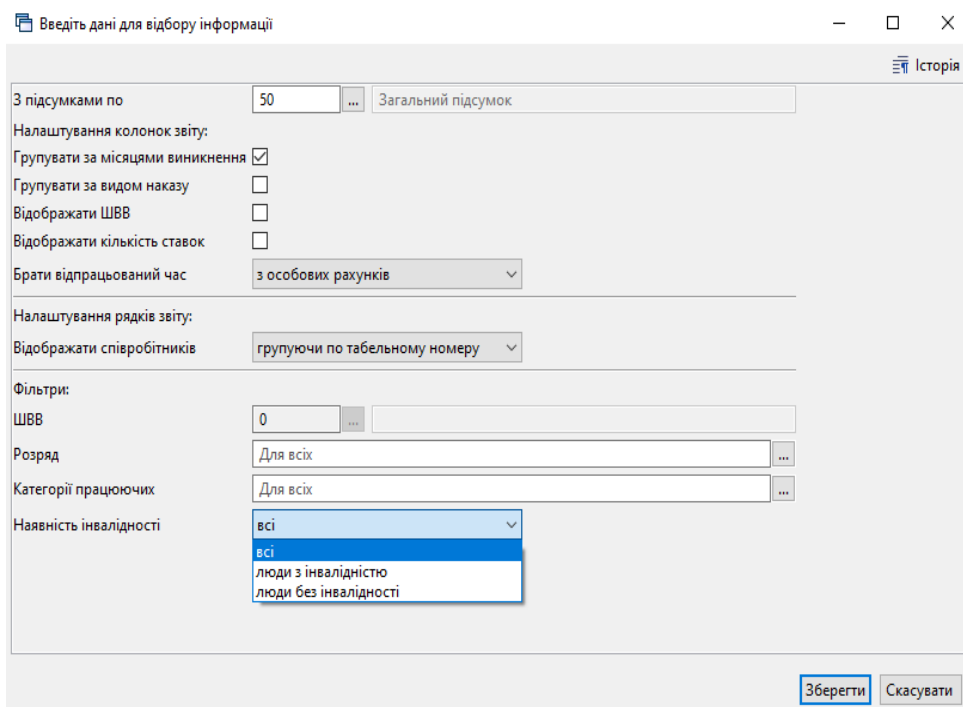 Введіть дані для відбору інформації
Історія
З підсумками по 50 ... Загальний підсумок
Налаштування колонок звіту:
Групувати за місяцями виникнення
Групувати за видом наказу
Відображати ШВВ
Відображати кількість ставок
Брати відпрацьований час з особових рахунків
Налаштування рядків звіту:
Відображати співробітників групуючи по табельному номеру
Фільтри:
ШВВ 0 ...
Розряд Для всіх ...
Категорії працюючих Для всіх ...
Наявність інвалідності всі
всі
люди з інвалідністю
люди без інвалідності
Зберегти Скасувати